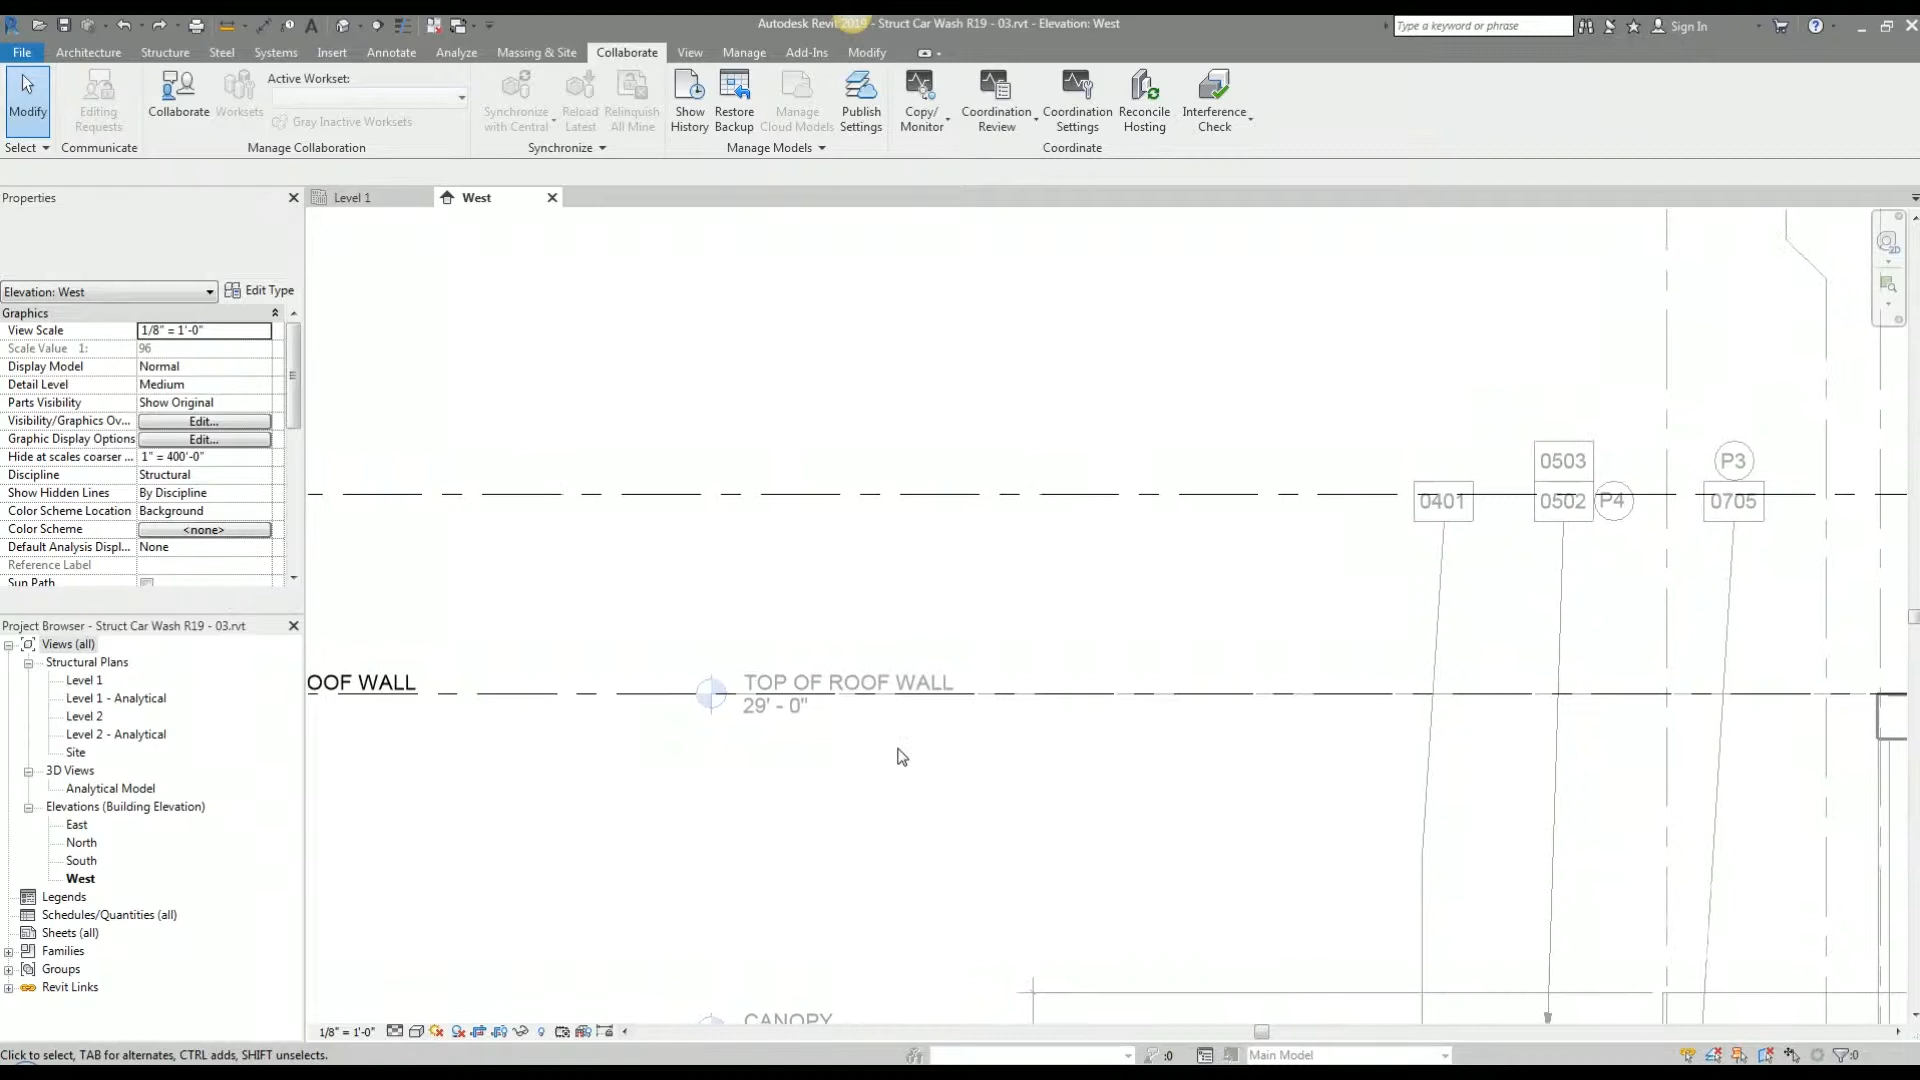 Autodesk Revit 2019 - Struct Car Wash R19 - 03.rvt - Elevation: West
Type a keyword or phrase
Sign In
File Architecture Structure Steel Systems Insert Annotate Analyze Massing & Site Collaborate View Manage Add-Ins Modify
Modify
Select
Editing Requests
Communicate
Collaborate
Worksets
Active Workset:
Gray Inactive Worksets
Manage Collaboration
Synchronize with Central
Reload Latest
Relinquish All Mine
Synchronize
Show History
Restore Backup
Manage Cloud Models
Publish Settings
Manage Models
Copy/ Monitor
Coordination Review
Coordination Settings
Reconcile Hosting
Interference Check
Coordinate
Properties
Level 1
West
Elevation: West
Edit Type
Graphics
View Scale 1/8" = 1'-0"
Scale Value 1: 96
Display Model Normal
Detail Level Medium
Parts Visibility Show Original
Visibility/Graphics Ov... Edit...
Graphic Display Options Edit...
Hide at scales coarser ... 1" = 400'-0"
Discipline Structural
Show Hidden Lines By Discipline
Color Scheme Location Background
Color Scheme <none>
Default Analysis Displ... None
Reference Label
Sun Path
Project Browser - Struct Car Wash R19 - 03.rvt
Views (all)
Structural Plans
Level 1
Level 1 - Analytical
Level 2
Level 2 - Analytical
Site
3D Views
Analytical Model
Elevations (Building Elevation)
East
North
South
West
Legends
Schedules/Quantities (all)
Sheets (all)
Families
Groups
Revit Links
0503
P3
0401
0502
P4
0705
OOF WALL
TOP OF ROOF WALL
29' - 0"
CANOPY
2D
1/8" = 1'-0"
Click to select, TAB for alternates, CTRL adds, SHIFT unselects.
:0
Main Model
:0